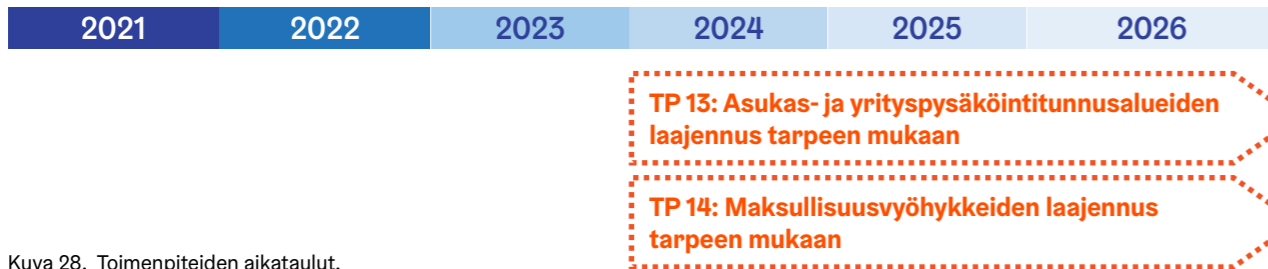 2021 2022 2023 2024 2025 2026
TP 13: Asukas- ja yrityspysäköintitunnusalueiden
laajennus tarpeen mukaan
TP 14: Maksullisuusvyöhykkeiden laajennus
tarpeen mukaan
Kuva 28. Toimenpiteiden aikataulut.